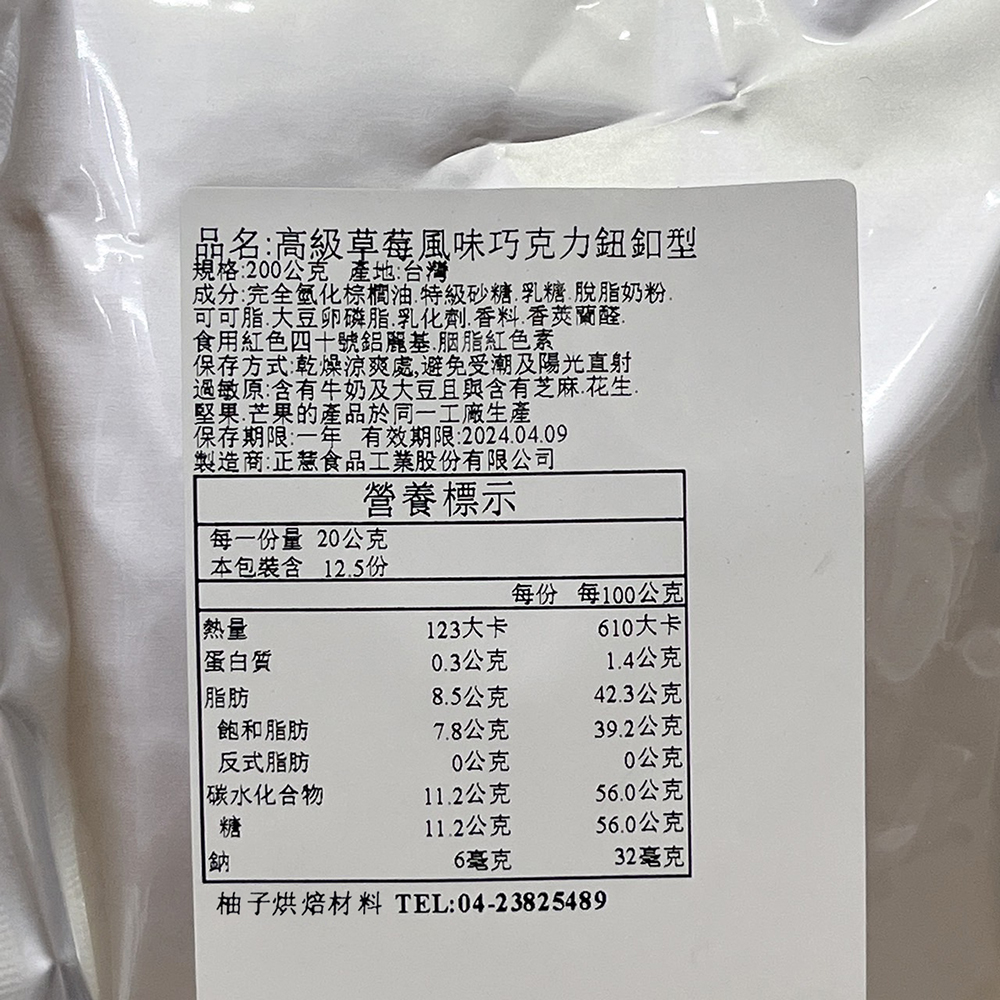 品名:高級草莓風味巧克力鈕釦型
規格:200公克 產地:台灣
成分:完全氫化棕櫚油.特級砂糖.乳糖.脫脂奶粉.
可可脂.大豆卵磷脂.乳化劑.香料.香莢蘭醛.
食用紅色四十號鋁麗基.胭脂紅色素
保存方式:乾燥涼爽處,避免受潮及陽光直射
過敏原:含有牛奶及大豆且與含有芝麻.花生.
堅果.芒果的產品於同一工廠生產
保存期限:一年 有效期限:2024.04.09
製造商:正慧食品工業股份有限公司
營養標示
每一份量 20公克
本包裝含 12.5份
每份 每100公克
熱量 123大卡 610大卡
蛋白質 0.3公克 1.4公克
脂肪 8.5公克 42.3公克
飽和脂肪 7.8公克 39.2公克
反式脂肪 0公克 0公克
碳水化合物 11.2公克 56.0公克
糖 11.2公克 56.0公克
鈉 6毫克 32毫克
柚子烘焙材料 TEL:04-23825489